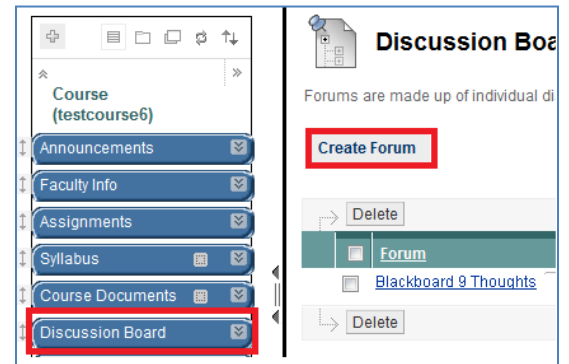 Course
(testcourse6)
Announcements
Faculty Info
Assignments
Syllabus
Course Documents
Discussion Board
Discussion Boa
Forums are made up of individual di
Create Forum
Delete
Forum
Blackboard 9 Thoughts
Delete